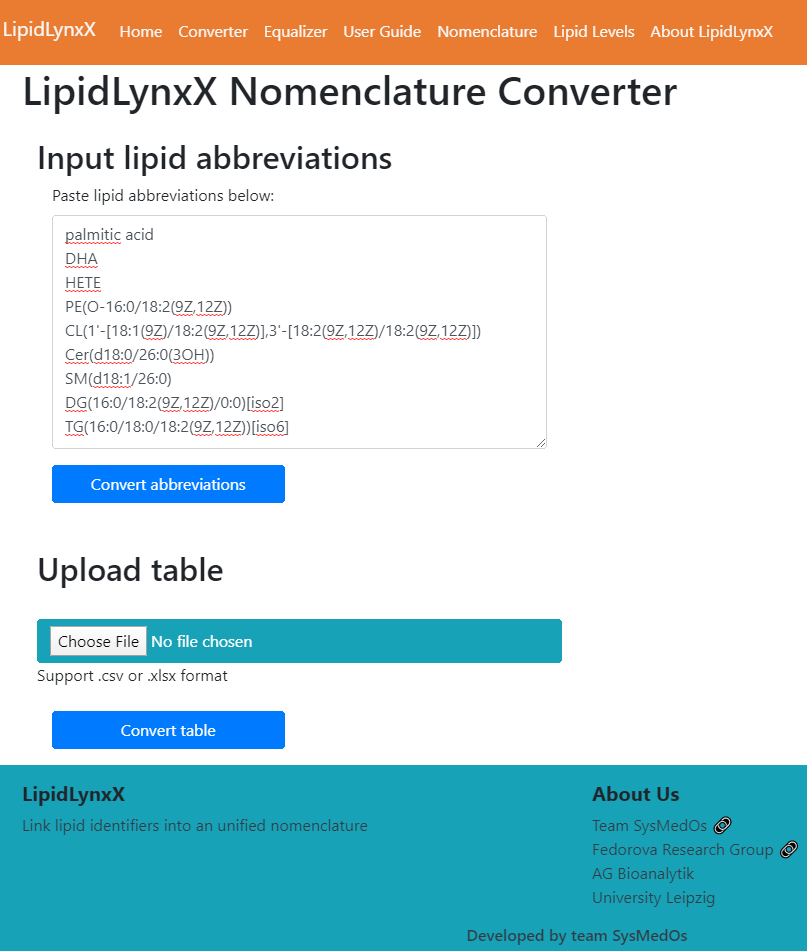 LipidLynxX Home Converter Equalizer User Guide Nomenclature Lipid Levels About LipidLynxX
LipidLynxX Nomenclature Converter
Input lipid abbreviations
Paste lipid abbreviations below:
palmitic acid
DHA
HETE
PE(O-16:0/18:2(9Z,12Z))
CL(1'-[18:1(9Z)/18:2(9Z,12Z)],3'-[18:2(9Z,12Z)/18:2(9Z,12Z)])
Cer(d18:0/26:0(3OH))
SM(d18:1/26:0)
DG(16:0/18:2(9Z,12Z)/0:0)[iso2]
TG(16:0/18:0/18:2(9Z,12Z))[iso6]
Convert abbreviations
Upload table
Choose File No file chosen
Support .csv or .xlsx format
Convert table
LipidLynxX
Link lipid identifiers into an unified nomenclature
About Us
Team SysMedOs
Fedorova Research Group
AG Bioanalytik
University Leipzig
Developed by team SysMedOs